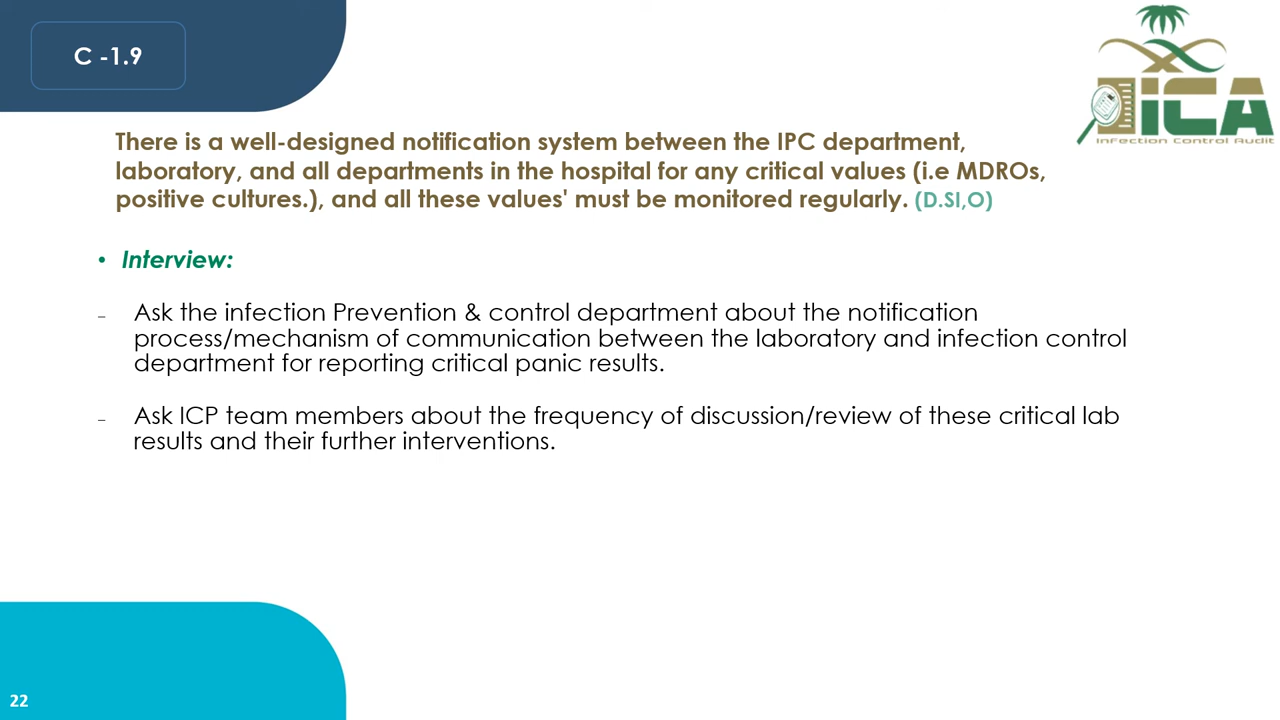 C -1.9
iCA
Infection Control Audit
There is a well-designed notification system between the IPC department,
laboratory, and all departments in the hospital for any critical values (i.e MDROs,
positive cultures.), and all these values' must be monitored regularly. (D.SI,O)
• Interview:
– Ask the infection Prevention & control department about the notification
process/mechanism of communication between the laboratory and infection control
department for reporting critical panic results.
– Ask ICP team members about the frequency of discussion/review of these critical lab
results and their further interventions.
22